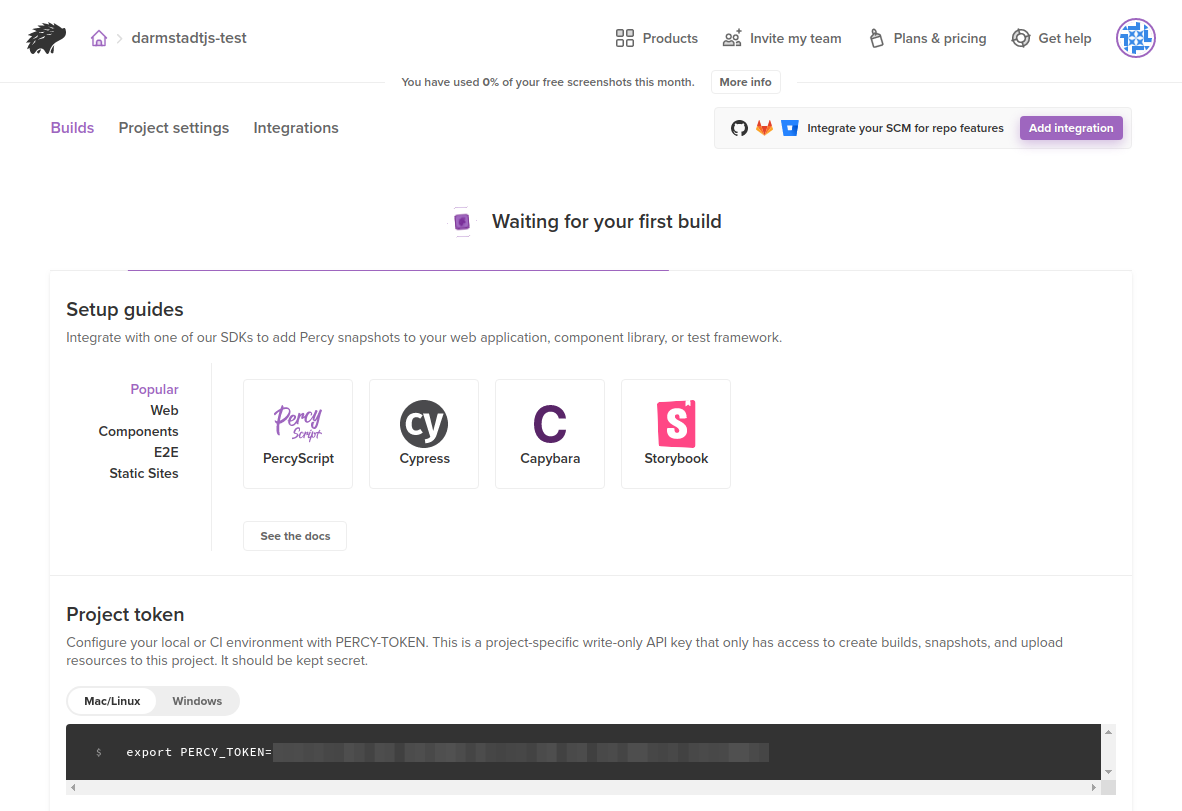 darmstadtjs-test
Products
Invite my team
Plans & pricing
Get help
You have used 0% of your free screenshots this month.
More info
Builds
Project settings
Integrations
Integrate your SCM for repo features
Add integration
Waiting for your first build
Setup guides
Integrate with one of our SDKs to add Percy snapshots to your web application, component library, or test framework.
Popular
Web
Components
E2E
Static Sites
Percy
Script
PercyScript
cy
Cypress
C
Capybara
S
Storybook
See the docs
Project token
Configure your local or CI environment with PERCY-TOKEN. This is a project-specific write-only API key that only has access to create builds, snapshots, and upload
resources to this project. It should be kept secret.
Mac/Linux
Windows
$ export PERCY_TOKEN=